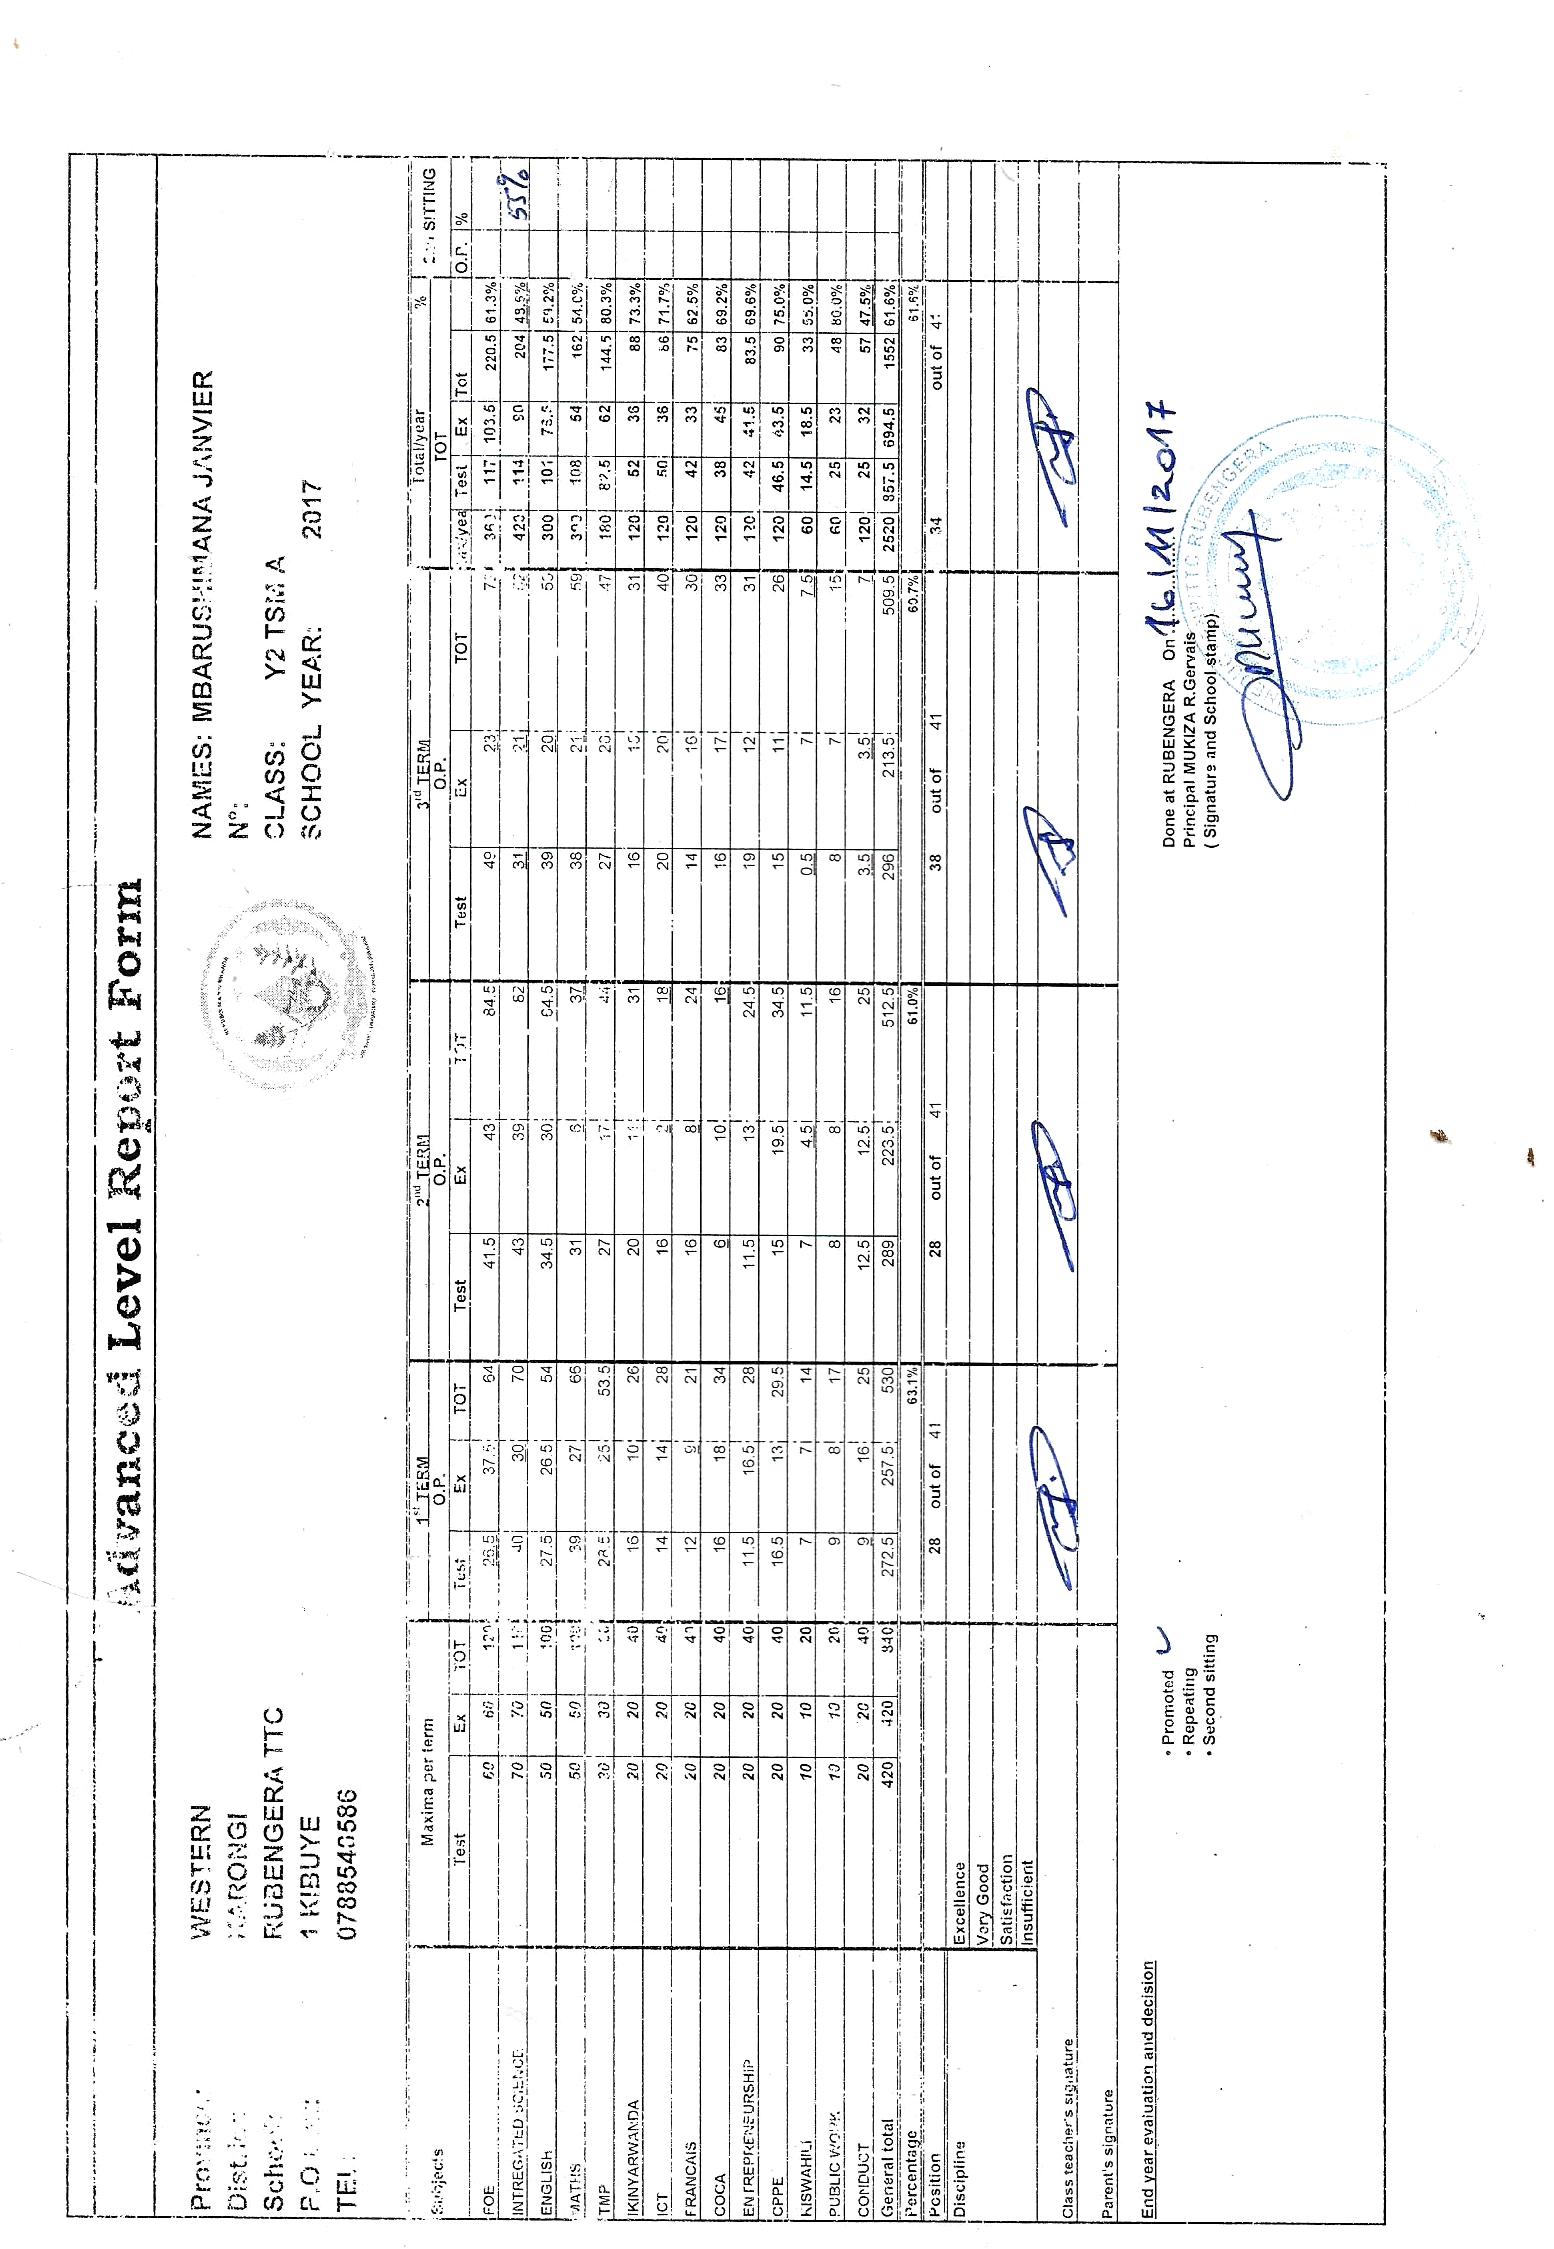 Advanced Level Report Form
Province WESTERN NAMES: MBARUSHIMANA JANVIER
District KARONGI N°:
School RUBENGERA TTC CLASS: Y2 TSM A
P.O 1 KIBUYE SCHOOL YEAR: 2017
TEL: 0788540586
Subjects Maxima per term 1st TERM O.P. 2nd TERM O.P. 3rd TERM O.P. Total/year TOT % SITTING
Test Ex TOT Test Ex TOT Test Ex TOT Test Ex TOT Test Ex Tot O.P. %
FOE 60 60 120 26.5 37.5 64 41.5 43 84.5 49 23 117 103.5 220.5 61.3%
INTREGATED SCIENCE 70 70 40 30 70 43 39 82 31 21 420 114 90 204 55%
ENGLISH 50 50 100 27.5 26.5 54 34.5 30 64.5 39 20 300 101 177.5 59.2%
MATHS 50 50 39 27 66 31 6 37 38 21 59 108 54 162 54.0%
TMP 30 30 28.5 25 53.5 27 17 44 27 20 47 180 82.5 62 144.5 80.3%
IKINYARWANDA 20 20 40 16 10 26 20 11 31 16 15 31 120 52 36 88 73.3%
ICT 20 20 40 14 14 28 16 2 18 20 20 40 120 50 36 86 71.7%
FRANCAIS 20 20 40 12 9 21 16 8 24 14 16 30 120 42 33 75 62.5%
COCA 20 20 40 16 18 34 6 10 16 16 17 33 120 38 45 83 69.2%
ENTREPRENEURSHIP 20 20 40 11.5 16.5 28 11.5 13 24.5 19 12 31 120 42 41.5 83.5 69.6%
CPPE 20 20 40 16.5 13 29.5 15 19.5 34.5 15 11 26 120 46.5 43.5 90 75.0%
KISWAHILI 10 10 20 7 7 14 7 4.5 11.5 0.5 7 7.5 60 14.5 18.5 33 55.0%
PUBLIC WORK 10 10 20 9 8 17 8 8 16 8 7 15 60 25 23 48 80.0%
CONDUCT 20 20 40 9 16 25 12.5 12.5 25 3.5 3.5 7 120 25 32 57 47.5%
General total 420 420 840 272.5 257.5 530 289 223.5 512.5 296 213.5 509.5 2520 857.5 694.5 1552 61.6%
Percentage 63.1% 61.0% 60.7% 61.6%
Position 28 out of 41 28 out of 41 38 out of 41 34 out of 41
Discipline Excellence
Very Good
Satisfaction
Insufficient
Class teacher's signature
Parent's signature
End year evaluation and decision
• Promoted
• Repeating
• Second sitting
Done at RUBENGERA On 16/11/2017
Principal MUKIZA R.Gervais
( Signature and School stamp)
TTC RUBENGERA